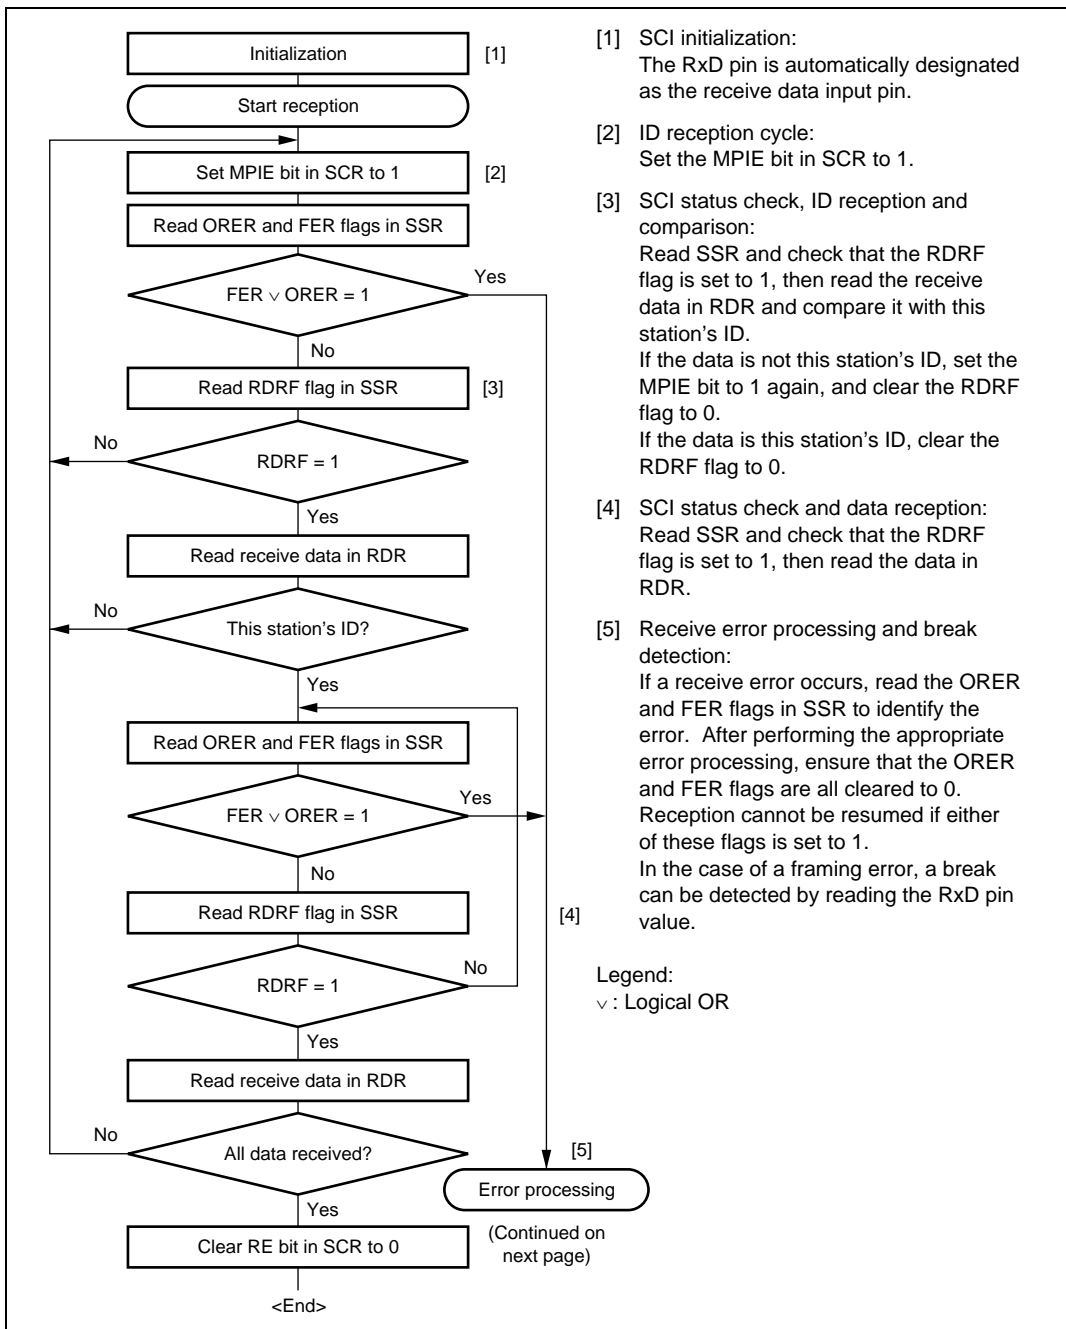 Initialization [1]
Start reception
Set MPIE bit in SCR to 1 [2]
Read ORER and FER flags in SSR
Yes
FER ∨ ORER = 1
No
Read RDRF flag in SSR [3]
No
RDRF = 1
Yes
Read receive data in RDR
No
This station's ID?
Yes
Read ORER and FER flags in SSR
Yes
FER ∨ ORER = 1
No
Read RDRF flag in SSR [4]
No
RDRF = 1
Yes
Read receive data in RDR
No
All data received?
[5]
Error processing
Yes
(Continued on
next page)
Clear RE bit in SCR to 0
<End>
[1] SCI initialization:
The RxD pin is automatically designated
as the receive data input pin.
[2] ID reception cycle:
Set the MPIE bit in SCR to 1.
[3] SCI status check, ID reception and
comparison:
Read SSR and check that the RDRF
flag is set to 1, then read the receive
data in RDR and compare it with this
station's ID.
If the data is not this station's ID, set the
MPIE bit to 1 again, and clear the RDRF
flag to 0.
If the data is this station's ID, clear the
RDRF flag to 0.
[4] SCI status check and data reception:
Read SSR and check that the RDRF
flag is set to 1, then read the data in
RDR.
[5] Receive error processing and break
detection:
If a receive error occurs, read the ORER
and FER flags in SSR to identify the
error. After performing the appropriate
error processing, ensure that the ORER
and FER flags are all cleared to 0.
Reception cannot be resumed if either
of these flags is set to 1.
In the case of a framing error, a break
can be detected by reading the RxD pin
value.
Legend:
∨ : Logical OR